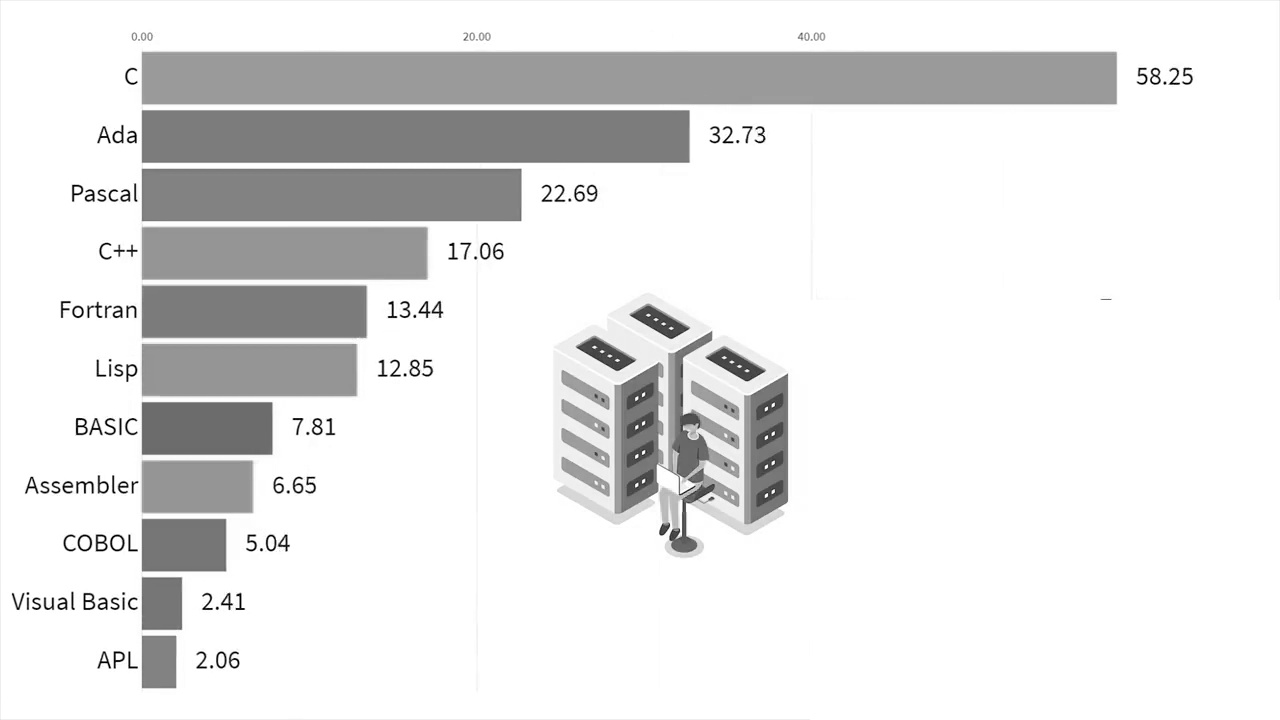 0.00 20.00 40.00
C 58.25
Ada 32.73
Pascal 22.69
C++ 17.06
Fortran 13.44
Lisp 12.85
BASIC 7.81
Assembler 6.65
COBOL 5.04
Visual Basic 2.41
APL 2.06